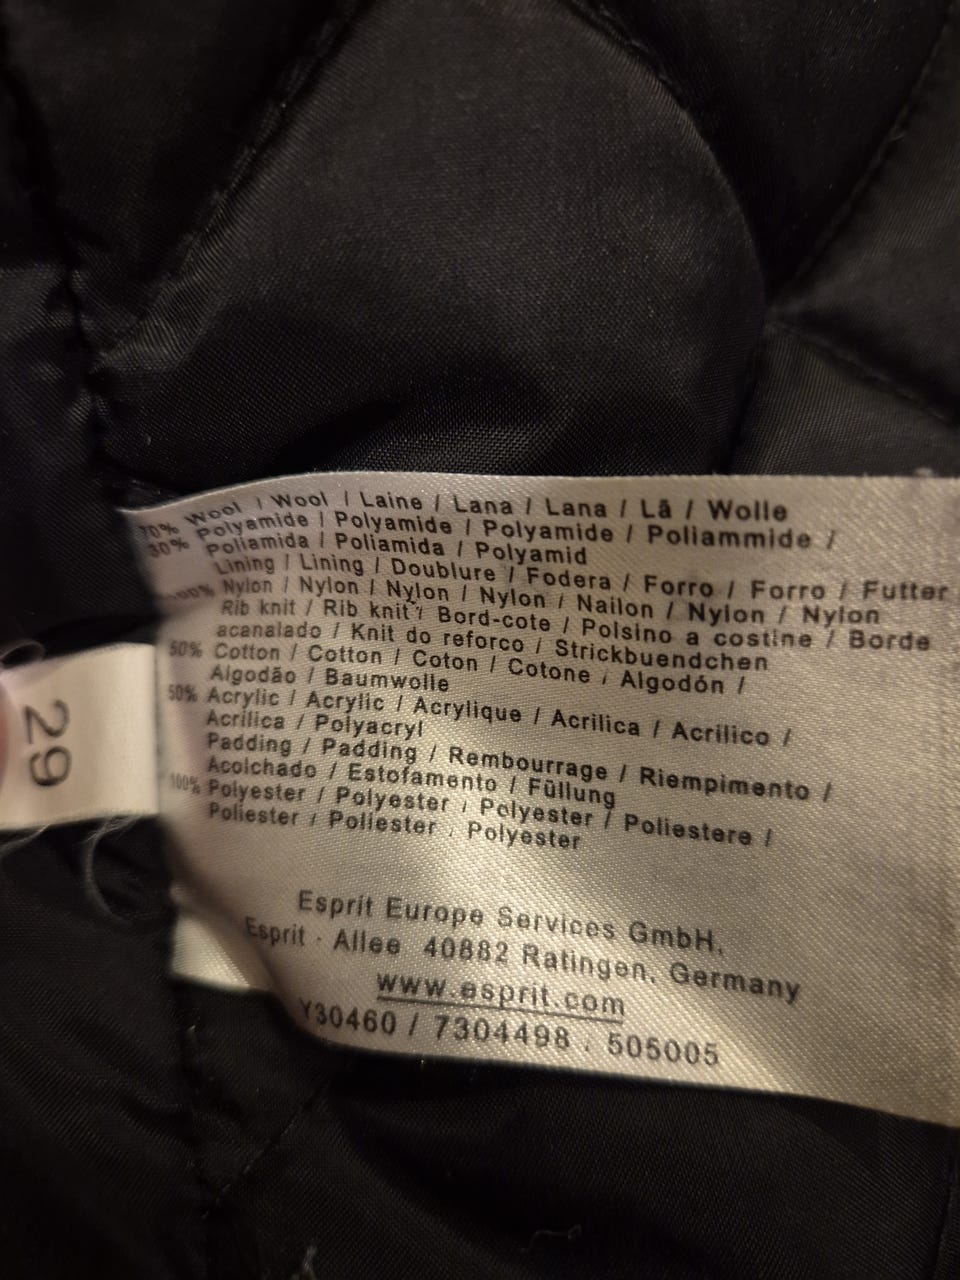 70% Wool / Wool / Laine / Lana / Lana / Lã / Wolle
30% Polyamide / Polyamide / Polyamide / Poliammide /
Poliamida / Poliamida / Polyamid
Lining / Lining / Doublure / Fodera / Forro / Forro / Futter
100% Nylon / Nylon / Nylon / Nylon / Nailon / Nylon / Nylon
Rib knit / Rib knit / Bord-cote / Polsino a costine / Borde
acanalado / Knit do reforco / Strickbuendchen
50% Cotton / Cotton / Coton / Cotone / Algodón /
Algodão / Baumwolle
50% Acrylic / Acrylic / Acrylique / Acrilica / Acrilico /
Acrilica / Polyacryl
Padding / Padding / Rembourrage / Riempimento /
Acolchado / Estofamento / Füllung
100% Polyester / Polyester / Polyester / Poliestere /
Poliester / Poliester / Polyester
Esprit Europe Services GmbH,
Esprit - Allee 40882 Ratingen, Germany
www.esprit.com
Y30460 / 7304498 . 505005
29